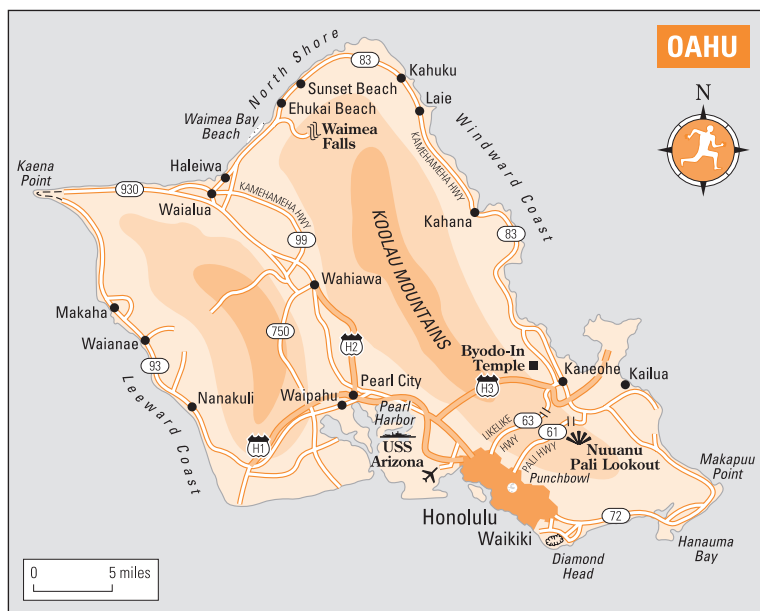 OAHU
N
North Shore
83
Kahuku
Sunset Beach
Laie
Ehukai Beach
Waimea Bay
Beach
Waimea
Falls
Windward Coast
KAMEHAMEHA HWY
Kaena
Point
Haleiwa
930
Waialua
KAMEHAMEHA HWY
Kahana
83
99
KOOLAU MOUNTAINS
Wahiawa
Makaha
750
Waianae
H2
Byodo-In
Temple
93
H3
Kaneohe
Kailua
Leeward Coast
Nanakuli
Pearl City
Waipahu
Pearl
Harbor
LIKELIKE
HWY
63
61
PALI HWY
Nuuanu
Pali Lookout
H1
USS
Arizona
Punchbowl
Makapuu
Point
Honolulu
Waikiki
72
Diamond
Head
Hanauma
Bay
0
5 miles